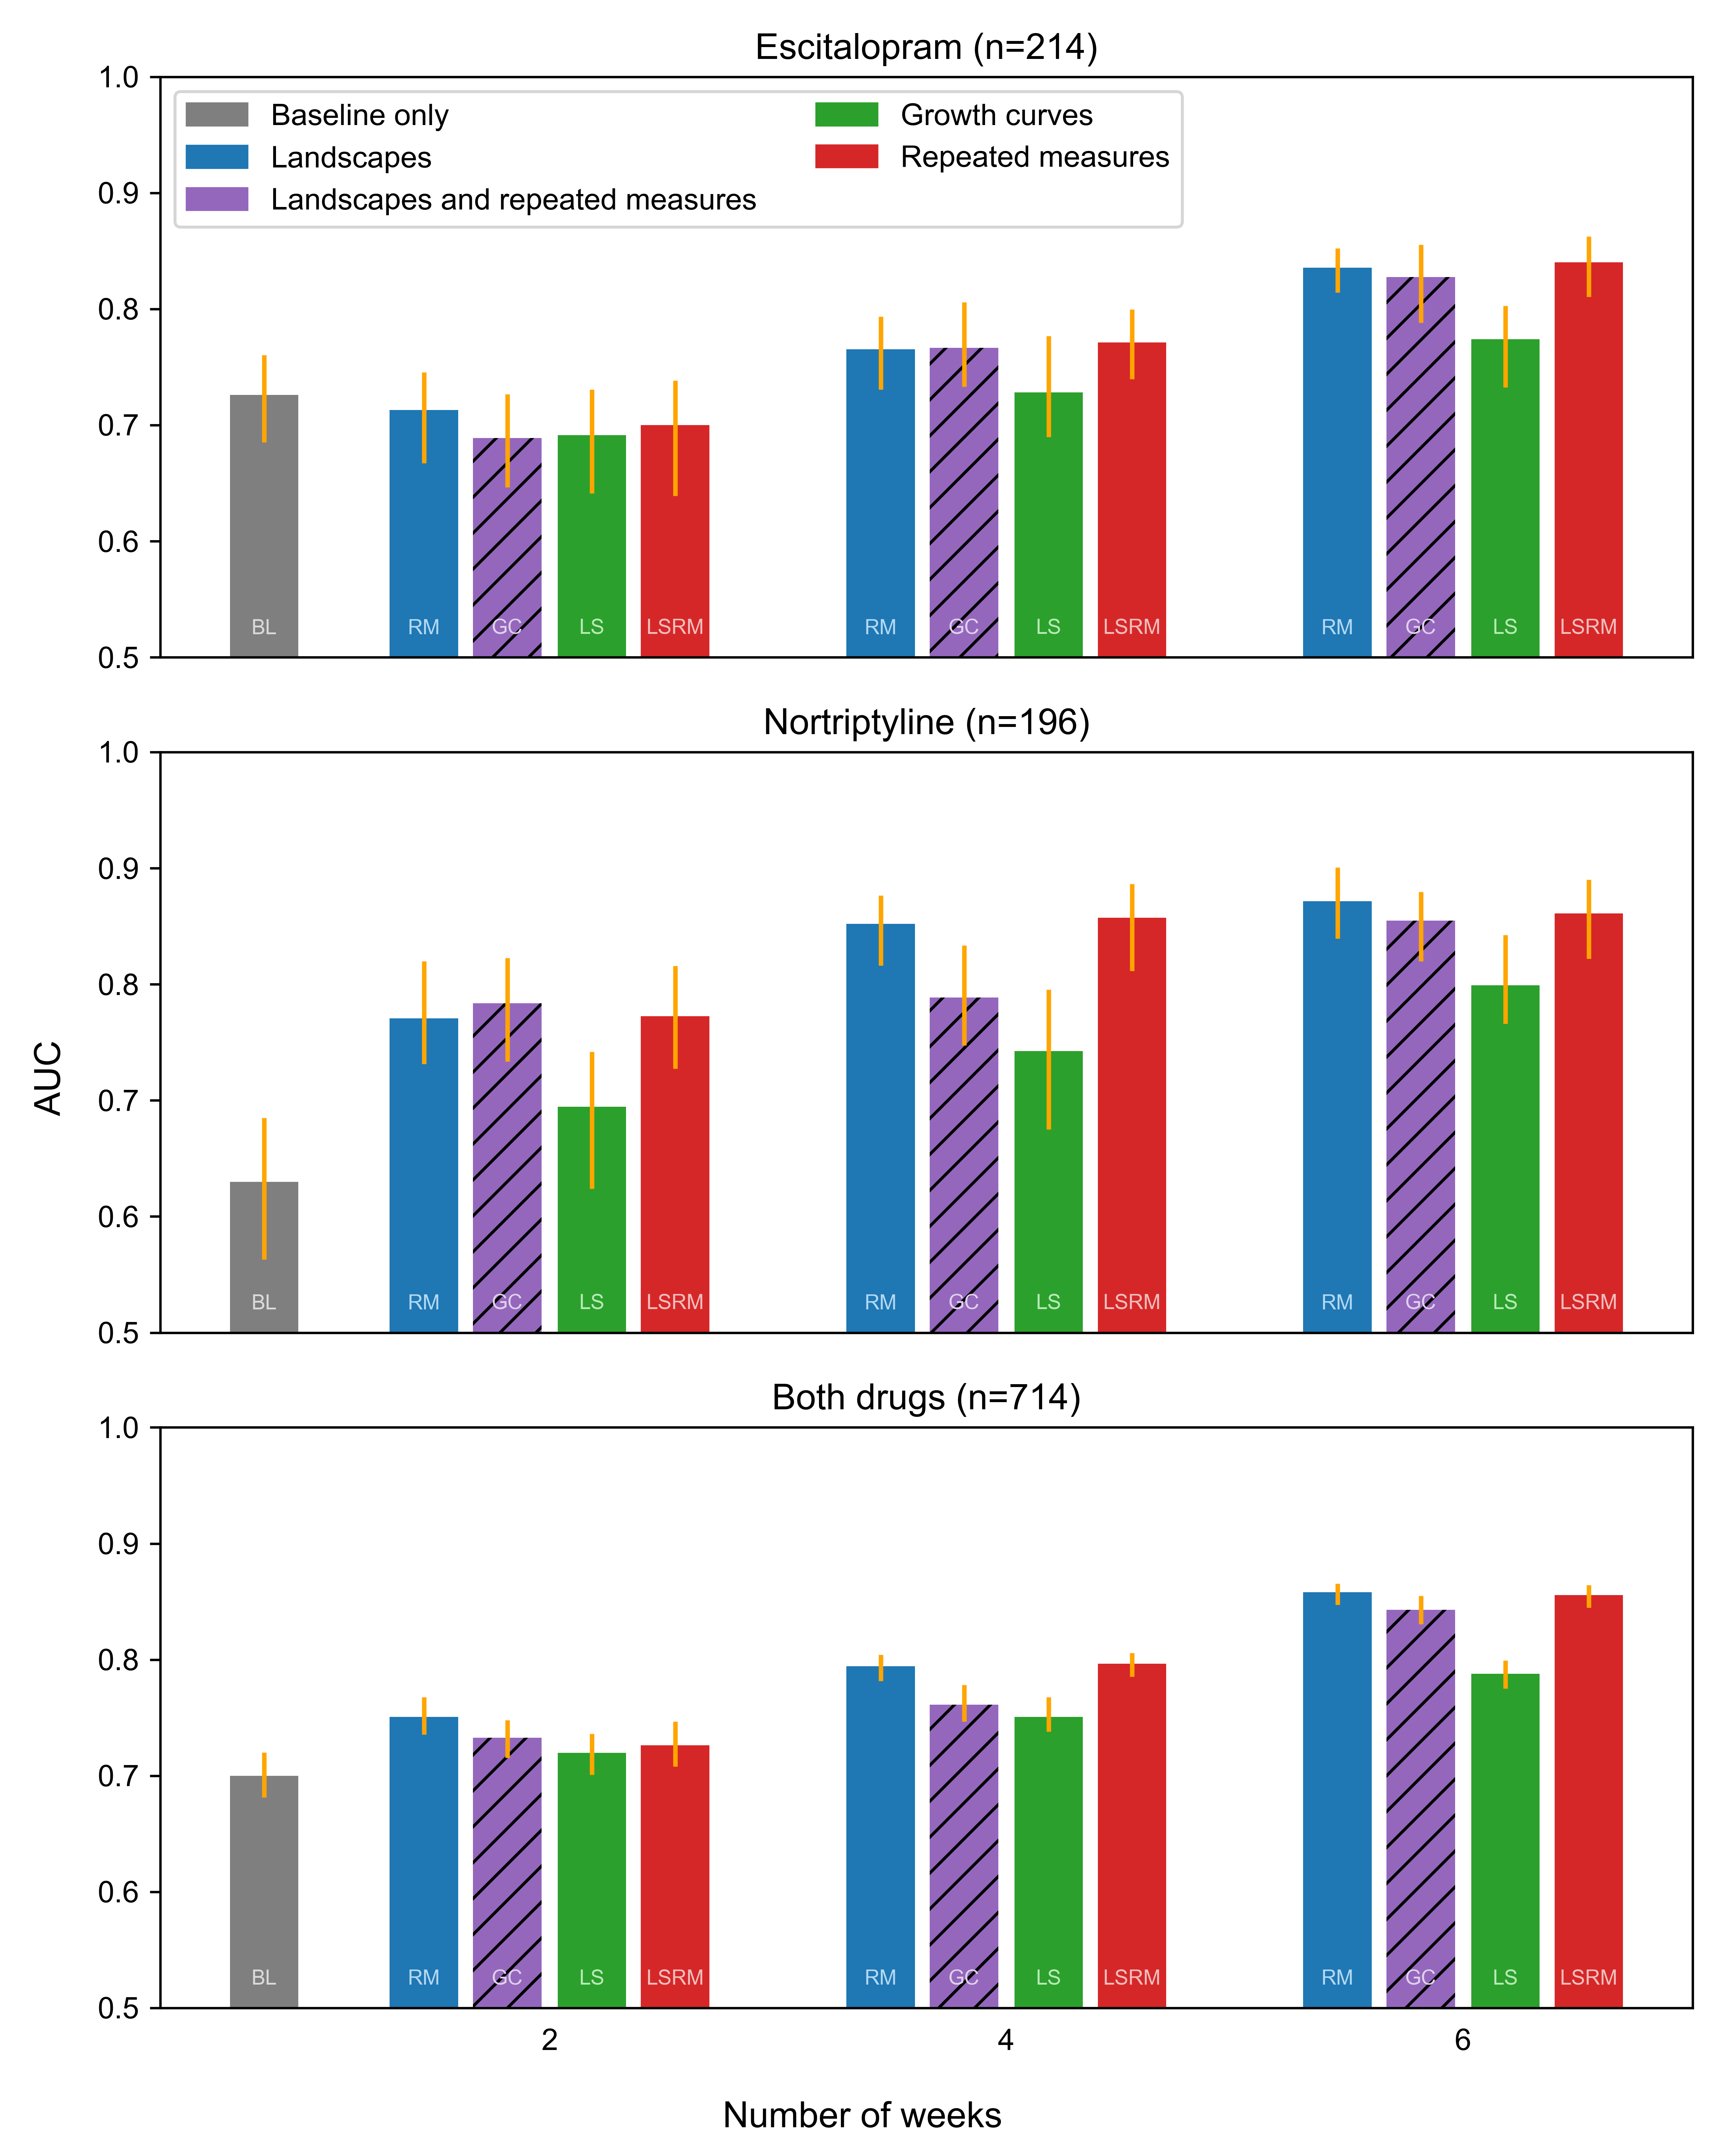 Escitalopram (n=214)
1.0
0.9
0.8
0.7
0.6
0.5
Baseline only
Landscapes
Landscapes and repeated measures
Growth curves
Repeated measures
BL RM GC LS LSRM RM GC LS LSRM RM GC LS LSRM
Nortriptyline (n=196)
1.0
0.9
0.8
0.7
0.6
0.5
AUC
BL RM GC LS LSRM RM GC LS LSRM RM GC LS LSRM
Both drugs (n=714)
1.0
0.9
0.8
0.7
0.6
0.5
BL RM GC LS LSRM RM GC LS LSRM RM GC LS LSRM
2 4 6
Number of weeks